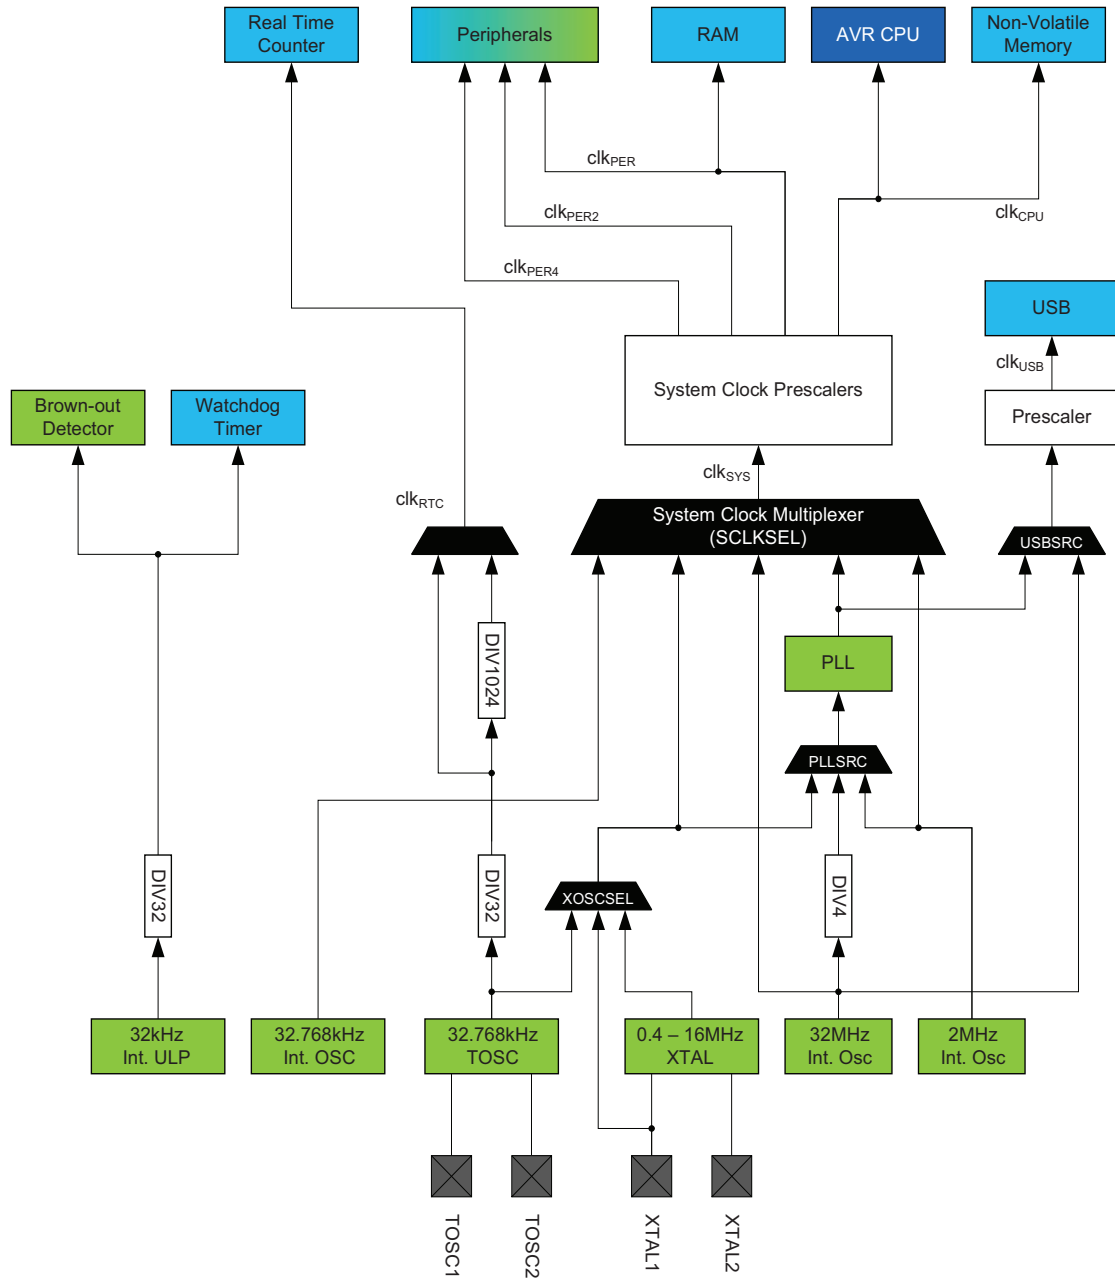 Real Time
Counter
Peripherals
RAM
AVR CPU
Non-Volatile
Memory
clkPER
clkPER2
clkCPU
clkPER4
USB
clkUSB
System Clock Prescalers
Prescaler
Brown-out
Detector
Watchdog
Timer
clkSYS
clkRTC
System Clock Multiplexer
(SCLKSEL)
USBSRC
DIV1024
PLL
PLLSRC
DIV32
DIV32
XOSCSEL
DIV4
32kHz
Int. ULP
32.768kHz
Int. OSC
32.768kHz
TOSC
0.4 – 16MHz
XTAL
32MHz
Int. Osc
2MHz
Int. Osc
TOSC1
TOSC2
XTAL1
XTAL2